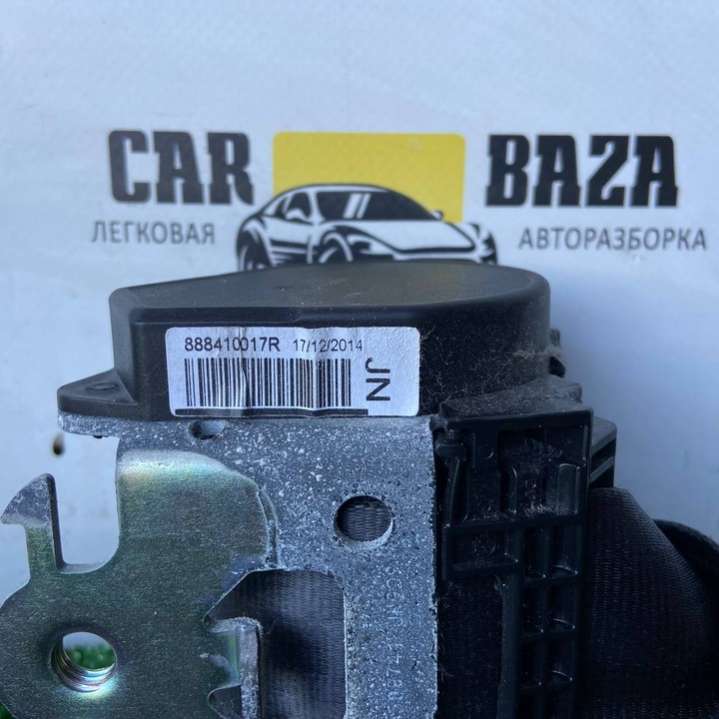 CAR BAZA
ЛЕГКОВАЯ АВТОРАЗБОРКА
888410017R 17/12/2014
JN